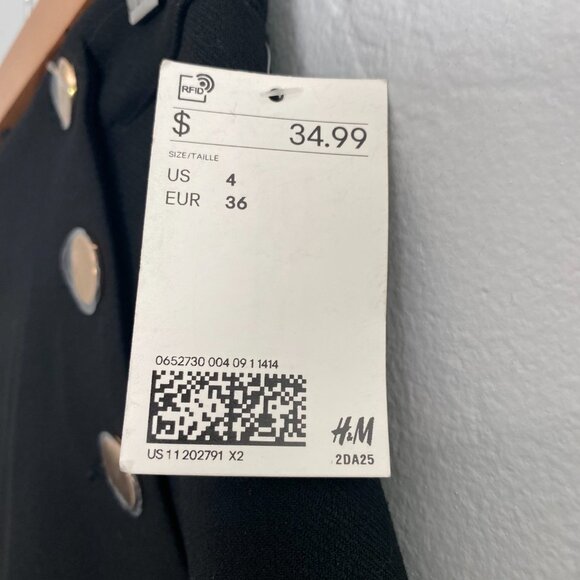 RFID
$ 34.99
SIZE/TAILLE
US 4
EUR 36
0652730 004 09 1 1414
US 11 202791 X2
H&M
2DA25